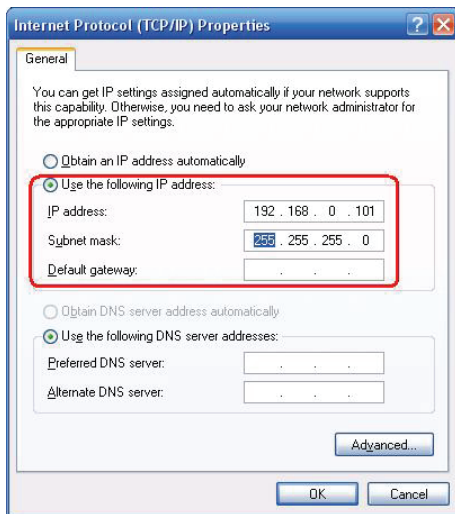 Internet Protocol (TCP/IP) Properties
General
You can get IP settings assigned automatically if your network supports
this capability. Otherwise, you need to ask your network administrator for
the appropriate IP settings.
Obtain an IP address automatically
Use the following IP address:
IP address: 192 . 168 . 0 . 101
Subnet mask: 255 . 255 . 255 . 0
Default gateway: . . .
Obtain DNS server address automatically
Use the following DNS server addresses:
Preferred DNS server: . . .
Alternate DNS server: . . .
Advanced...
OK Cancel